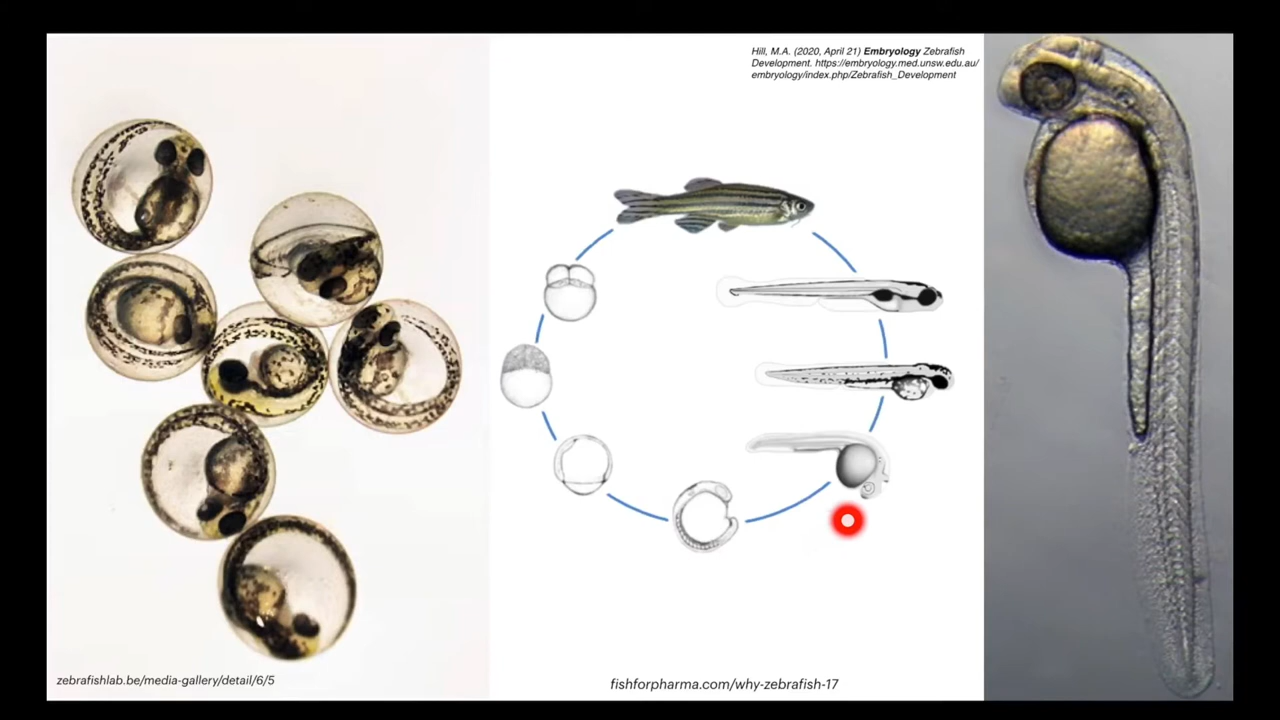 Hill, M.A. (2020, April 21) Embryology Zebrafish
Development. https://embryology.med.unsw.edu.au/
embryology/index.php/Zebrafish_Development
zebrafishlab.be/media-gallery/detail/6/5
fishforpharma.com/why-zebrafish-17